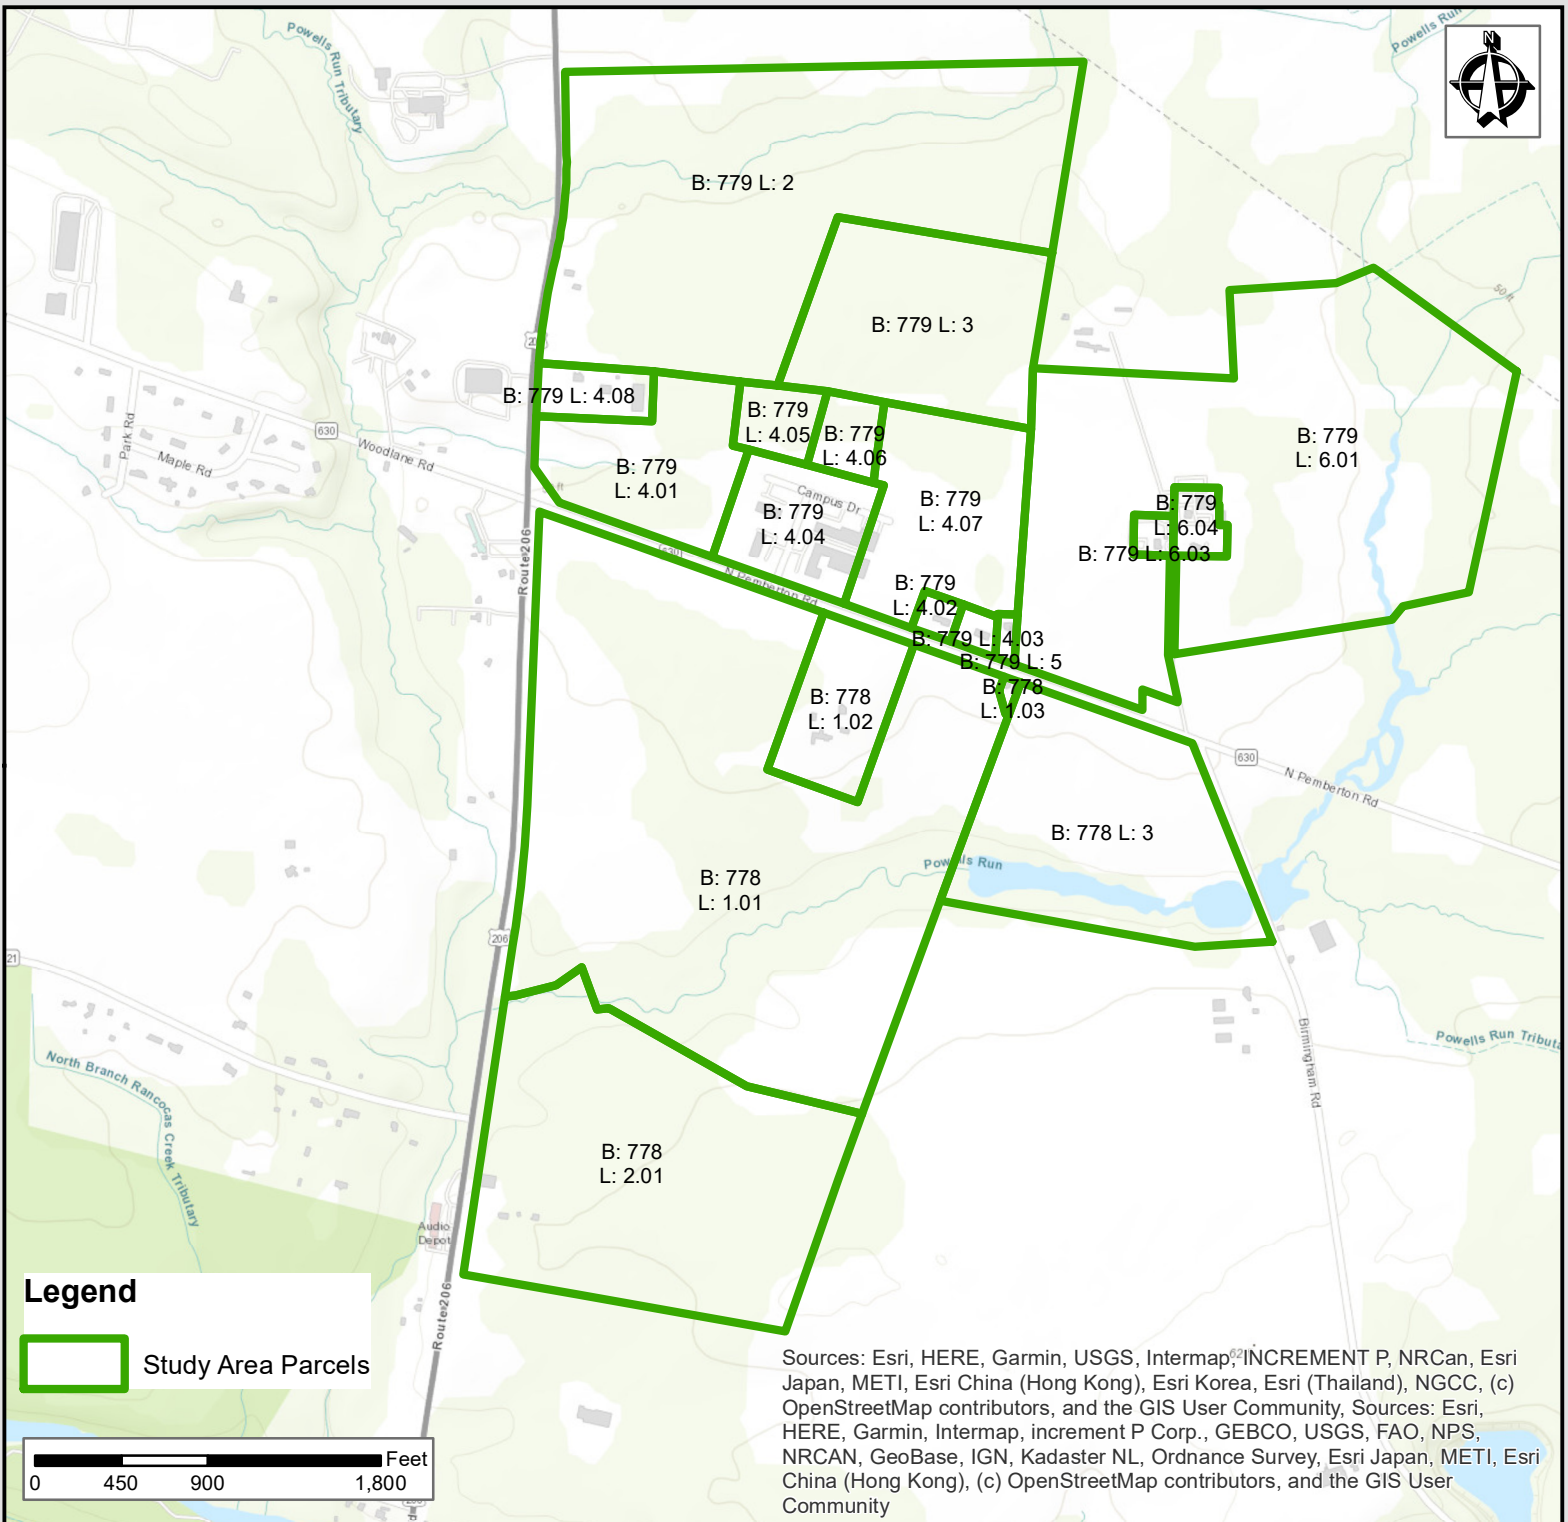 Powells Run Tributary
Powells Run
N
B: 779 L: 2
B: 779 L: 3
50 ft
206
B: 779 L: 4.08
B: 779
L: 4.05
B: 779
L: 4.06
B: 779
L: 6.01
Park Rd
Maple Rd
630
Woodlane Rd
B: 779
L: 4.01
Campus Dr
B: 779
L: 4.04
B: 779
L: 4.07
B: 779
L: 6.04
B: 779 L: 6.03
Route 206
N Pemberton Rd
B: 779
L: 4.02
B: 779 L: 4.03
B: 779 L: 5
B: 778
L: 1.03
B: 778
L: 1.02
630
N Pemberton Rd
B: 778 L: 3
Powells Run
B: 778
L: 1.01
206
21
Birmingham Rd
Powells Run Tributa
North Branch Rancocas Creek Tributary
B: 778
L: 2.01
Audio
Depot
Route 206
Legend
Study Area Parcels
Feet
0 450 900 1,800
62
Sources: Esri, HERE, Garmin, USGS, Intermap, INCREMENT P, NRCan, Esri
Japan, METI, Esri China (Hong Kong), Esri Korea, Esri (Thailand), NGCC, (c)
OpenStreetMap contributors, and the GIS User Community, Sources: Esri,
HERE, Garmin, Intermap, increment P Corp., GEBCO, USGS, FAO, NPS,
NRCAN, GeoBase, IGN, Kadaster NL, Ordnance Survey, Esri Japan, METI, Esri
China (Hong Kong), (c) OpenStreetMap contributors, and the GIS User
Community